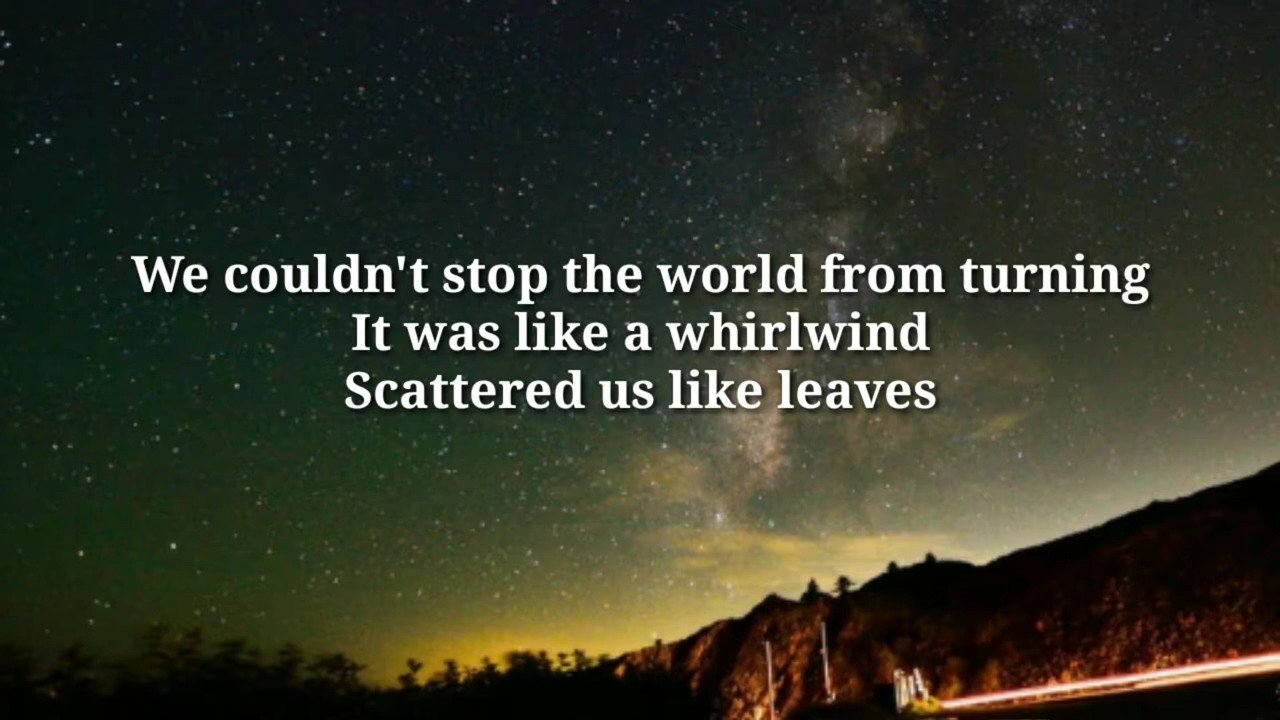 We couldn't stop the world from turning
It was like a whirlwind
Scattered us like leaves